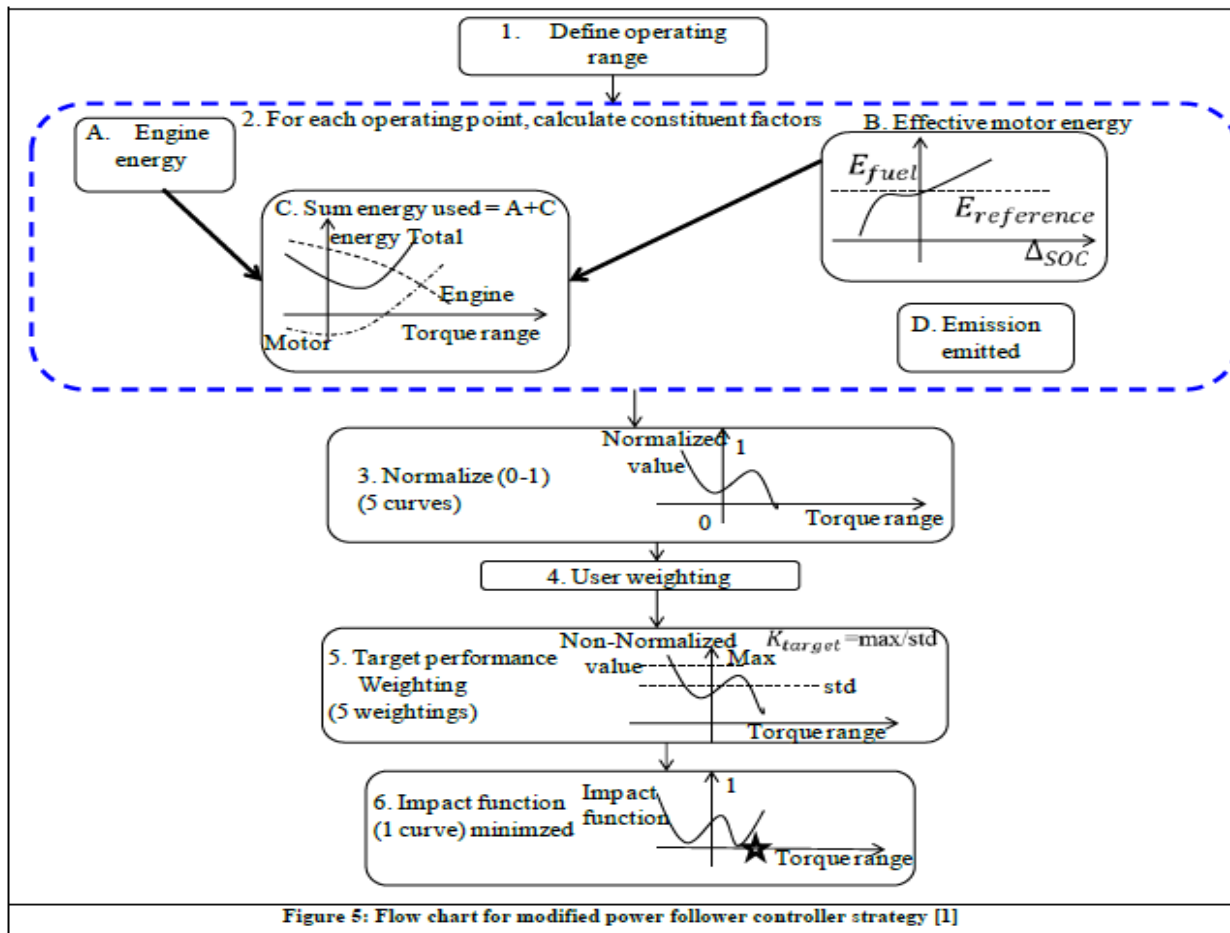 1. Define operating
range
2. For each operating point, calculate constituent factors
A. Engine
energy
B. Effective motor energy
E_fuel
E_reference
Δ_SOC
C. Sum energy used = A+C
energy Total
Engine
Torque range
Motor
D. Emission
emitted
Normalized
value
1
3. Normalize (0-1)
(5 curves)
0
Torque range
4. User weighting
Non-Normalized
value
K_target=max/std
Max
5. Target performance
Weighting
(5 weightings)
std
Torque range
6. Impact function
(1 curve) minimzed
Impact
function
1
Torque range
Figure 5: Flow chart for modified power follower controller strategy [1]